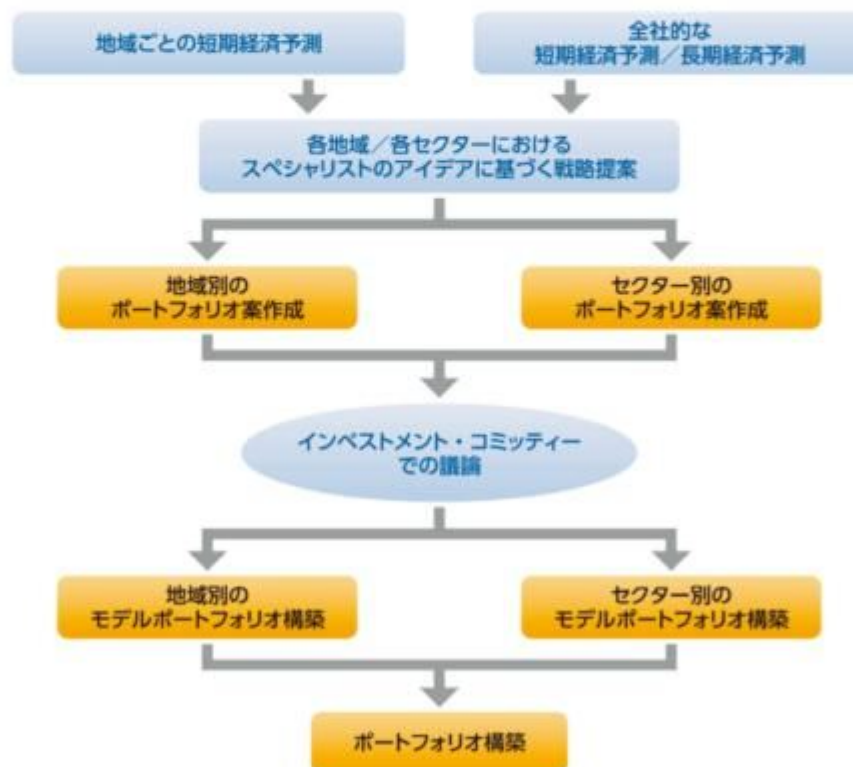 地域ごとの短期経済予測
全社的な
短期経済予測／長期経済予測
各地域／各セクターにおける
スペシャリストのアイデアに基づく戦略提案
地域別の
ポートフォリオ案作成
セクター別の
ポートフォリオ案作成
インベストメント・コミッティー
での議論
地域別の
モデルポートフォリオ構築
セクター別の
モデルポートフォリオ構築
ポートフォリオ構築